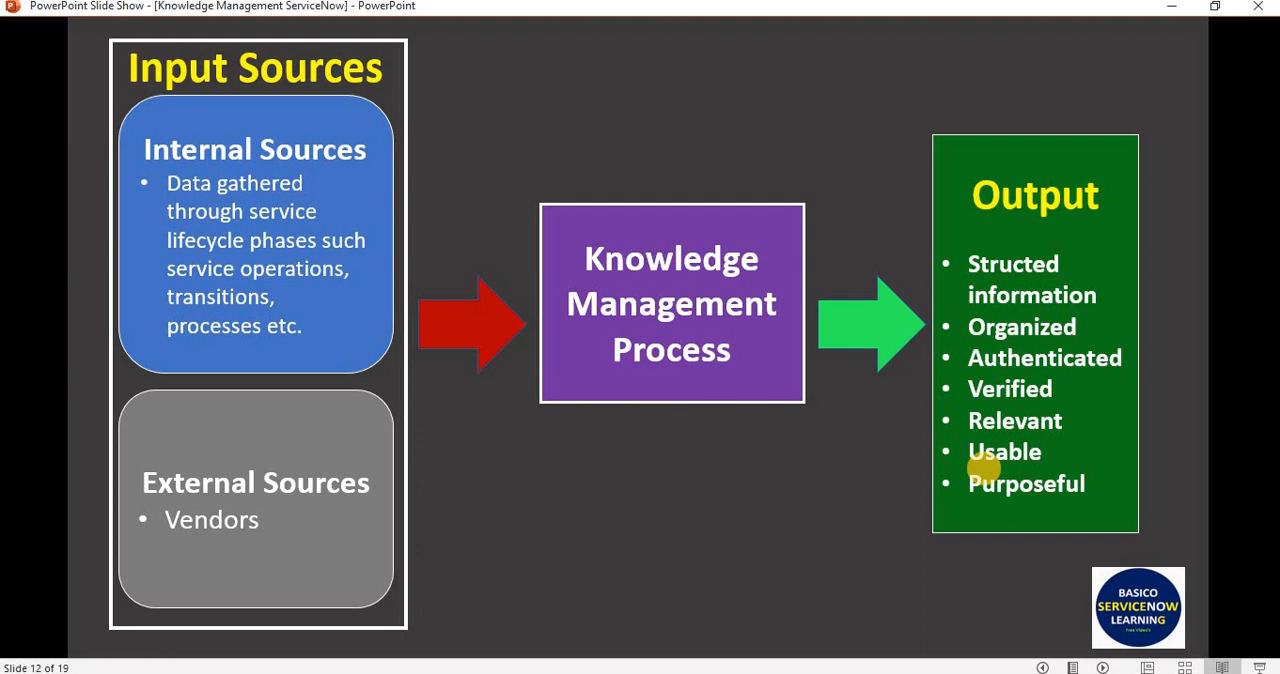 PowerPoint Slide Show - [Knowledge Management ServiceNow] - PowerPoint
Input Sources
Internal Sources
• Data gathered
through service
lifecycle phases such
service operations,
transitions,
processes etc.
External Sources
• Vendors
Knowledge
Management
Process
Output
• Structed
information
• Organized
• Authenticated
• Verified
• Relevant
• Usable
• Purposeful
BASICO
SERVICENOW
LEARNING
Free Video's
Slide 12 of 19